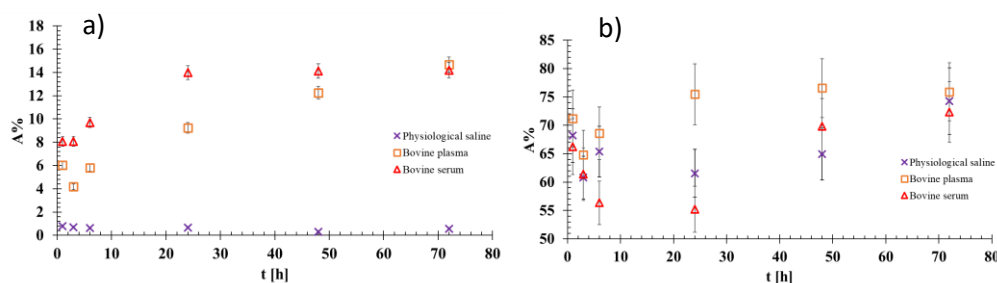 a)
18
16
14
12
10
8
6
4
2
0
A%
0 10 20 30 40 50 60 70 80
t [h]
Physiological saline
Bovine plasma
Bovine serum
b)
85
80
75
70
65
60
55
50
A%
0 10 20 30 40 50 60 70 80
t [h]
Physiological saline
Bovine plasma
Bovine serum